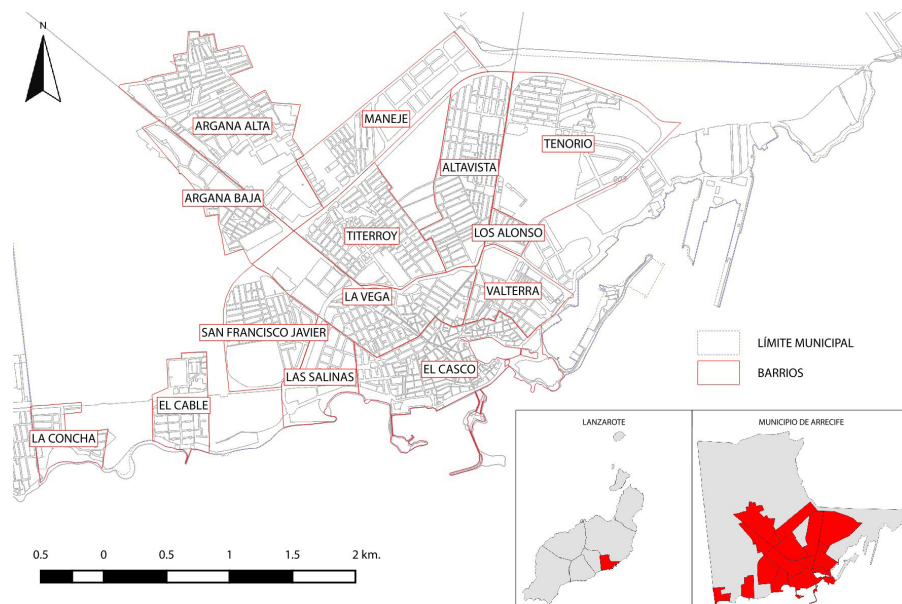 N
ARGANA ALTA
MANEJE
TENORIO
ALTAVISTA
ARGANA BAJA
TITERROY
LOS ALONSO
LA VEGA
VALTERRA
SAN FRANCISCO JAVIER
EL CASCO
LAS SALINAS
EL CABLE
LA CONCHA
LÍMITE MUNICIPAL
BARRIOS
LANZAROTE
MUNICIPIO DE ARRECIFE
0.5 0 0.5 1 1.5 2 km.